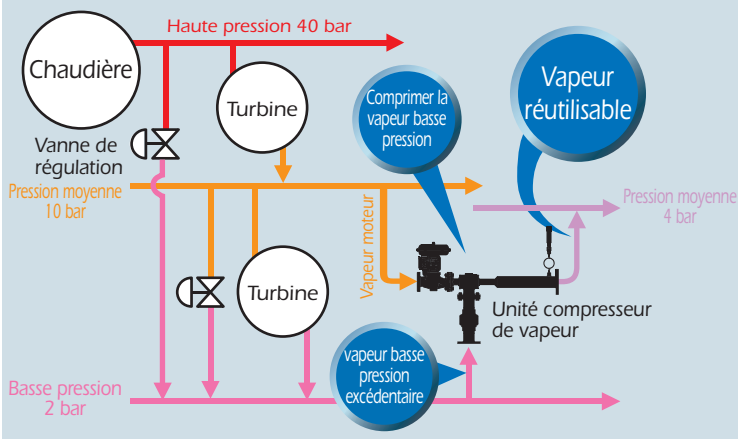 Haute pression 40 bar
Chaudière
Turbine
Comprimer la
vapeur basse
pression
Vapeur
réutilisable
Vanne de
régulation
Pression moyenne
10 bar
Vapeur moteur
Pression moyenne
4 bar
Turbine
Unité compresseur
de vapeur
vapeur basse
pression
excédentaire
Basse pression
2 bar